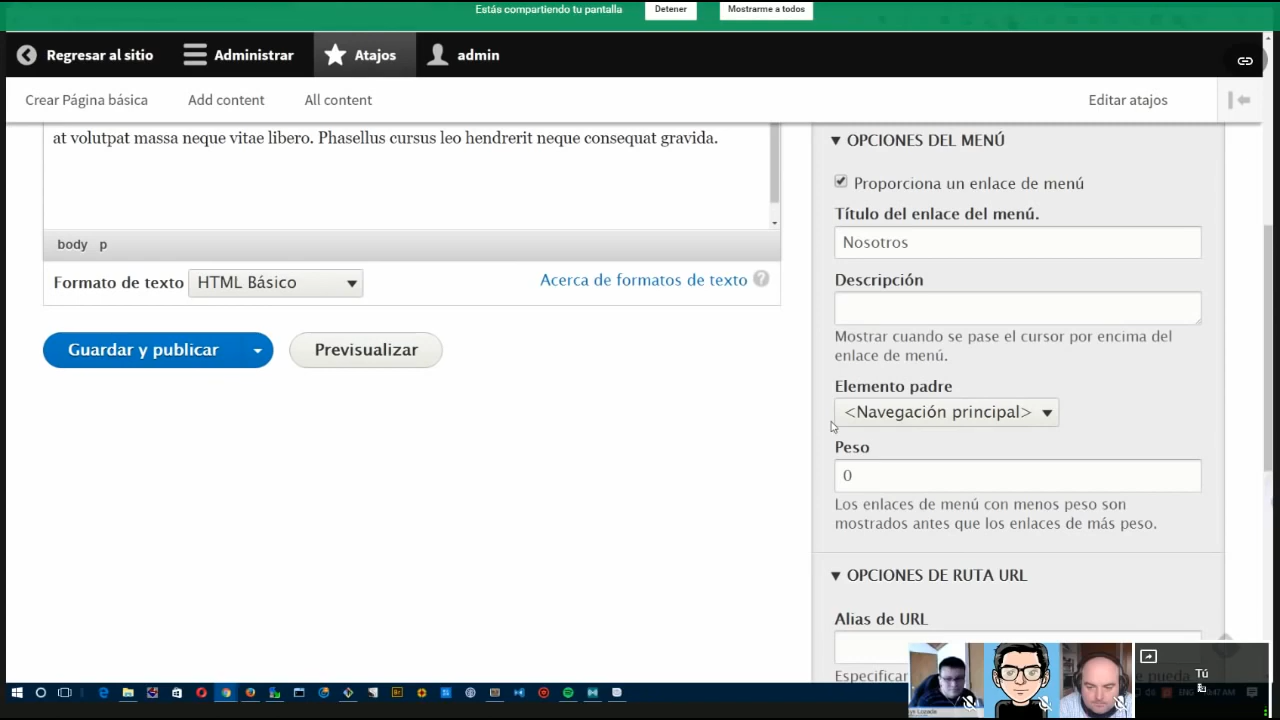 Estás compartiendo tu pantalla Detener Mostrarme a todos
Regresar al sitio Administrar Atajos admin
Crear Página básica Add content All content Editar atajos
at volutpat massa neque vitae libero. Phasellus cursus leo hendrerit neque consequat gravida.
body p
Formato de texto HTML Básico Acerca de formatos de texto ?
Guardar y publicar Previsualizar
OPCIONES DEL MENÚ
Proporciona un enlace de menú
Título del enlace del menú.
Nosotros
Descripción
Mostrar cuando se pase el cursor por encima del
enlace de menú.
Elemento padre
<Navegación principal>
Peso
0
Los enlaces de menú con menos peso son
mostrados antes que los enlaces de más peso.
OPCIONES DE RUTA URL
Alias de URL
Especificar
Lozada
Tú
ENG